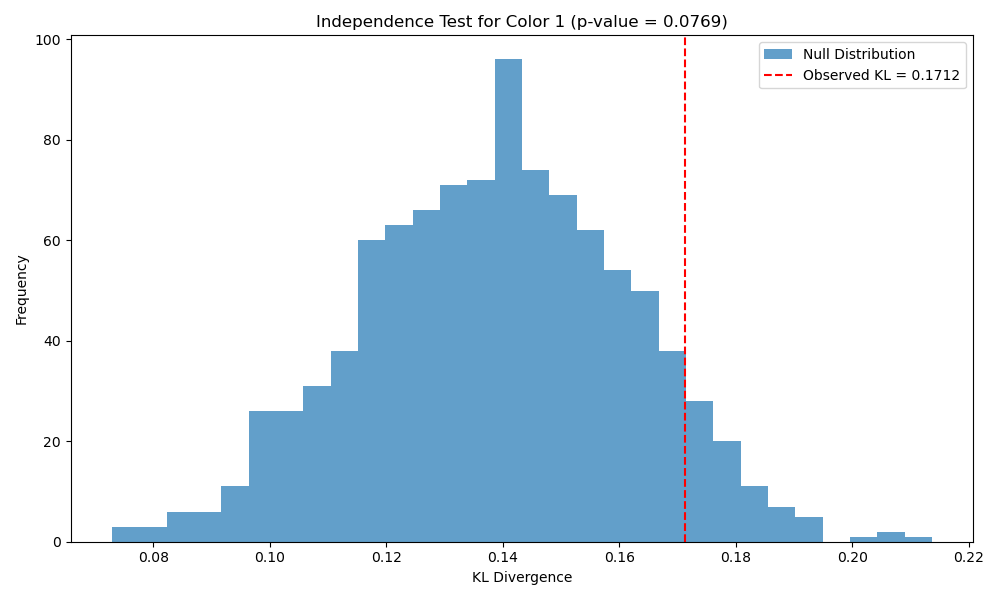 Independence Test for Color 1 (p-value = 0.0769)
Null Distribution
Observed KL = 0.1712
Frequency
100
80
60
40
20
0
0.08 0.10 0.12 0.14 0.16 0.18 0.20 0.22
KL Divergence